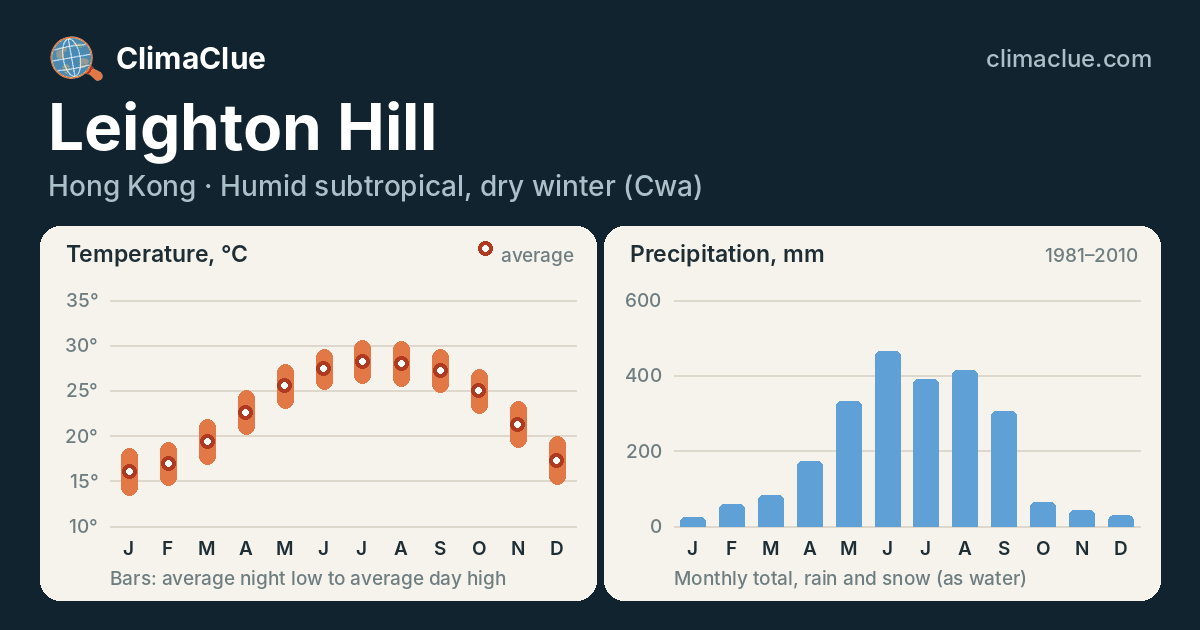 ClimaClue
climaclue.com
Leighton Hill
Hong Kong · Humid subtropical, dry winter (Cwa)
Temperature, °C
average
35°
30°
25°
20°
15°
10°
J F M A M J J A S O N D
Bars: average night low to average day high
Precipitation, mm
1981–2010
600
400
200
0
J F M A M J J A S O N D
Monthly total, rain and snow (as water)